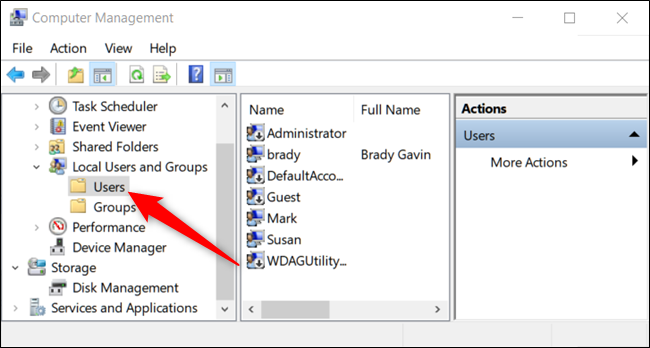 Computer Management
File Action View Help
Task Scheduler
Event Viewer
Shared Folders
Local Users and Groups
Users
Groups
Performance
Device Manager
Storage
Disk Management
Services and Applications
Name Full Name
Administrator
brady Brady Gavin
DefaultAcco...
Guest
Mark
Susan
WDAGUtility...
Actions
Users
More Actions